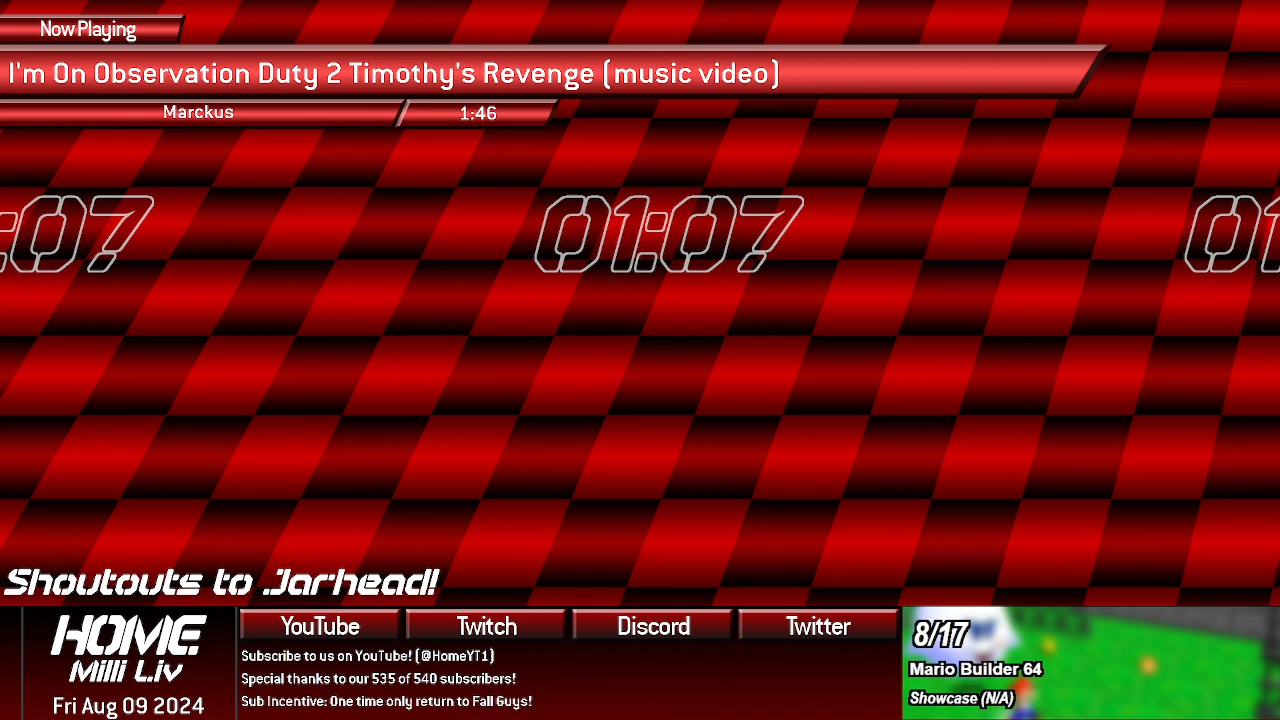 Now Playing
I'm On Observation Duty 2 Timothy's Revenge (music video)
Marckus
1:46
:07
01:07
01
Shoutouts to Jarhead!
HOME
Milli Liv
Fri Aug 09 2024
YouTube
Twitch
Discord
Twitter
Subscribe to us on YouTube! (@HomeYT1)
Special thanks to our 535 of 540 subscribers!
Sub Incentive: One time only return to Fall Guys!
8/17
Mario Builder 64
Showcase (N/A)